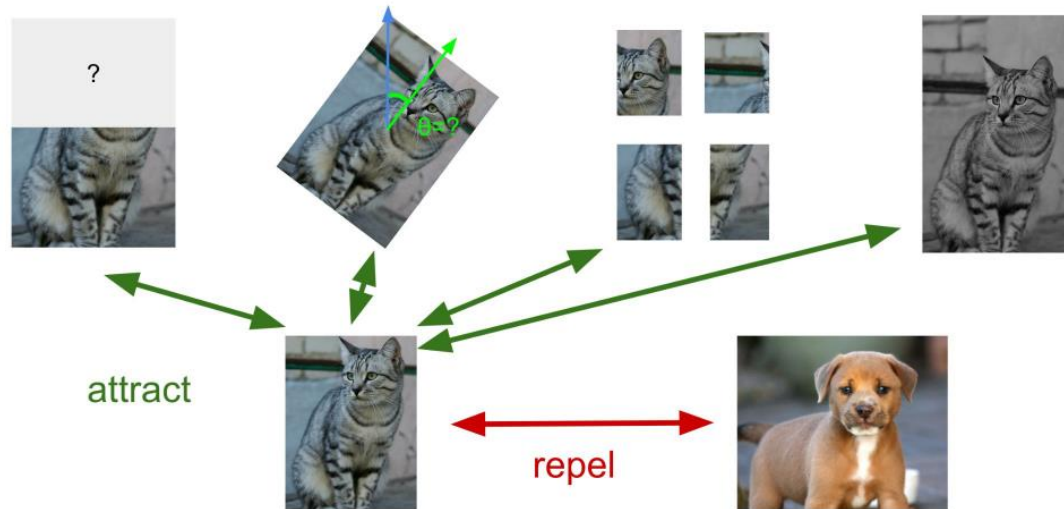 ?
θ=?
attract
repel